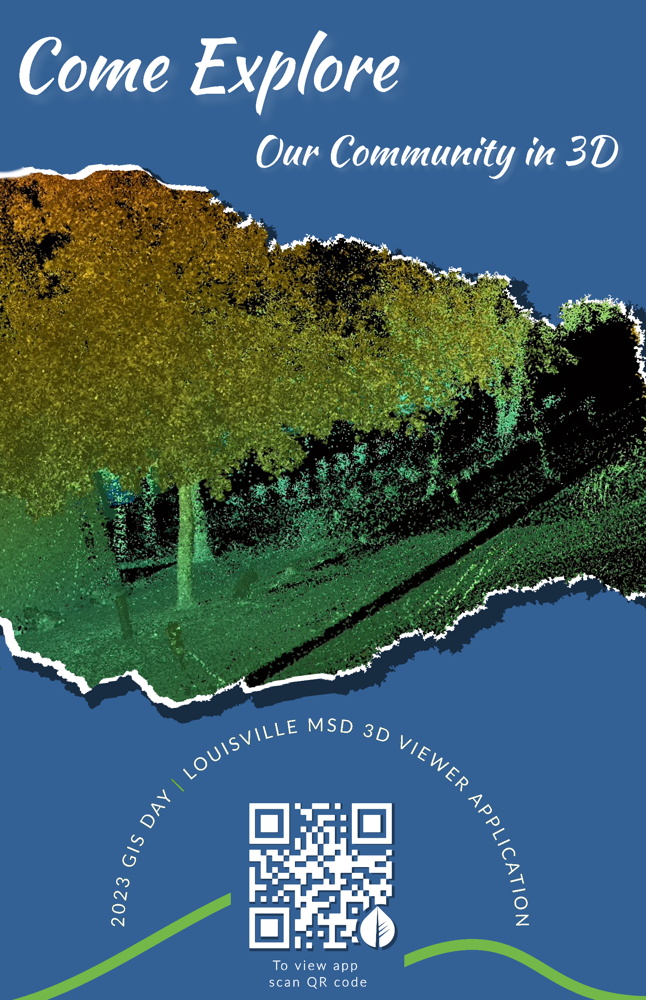 Come Explore
Our Community in 3D
2023 GIS DAY | LOUISVILLE MSD 3D VIEWER APPLICATION
To view app
scan QR code